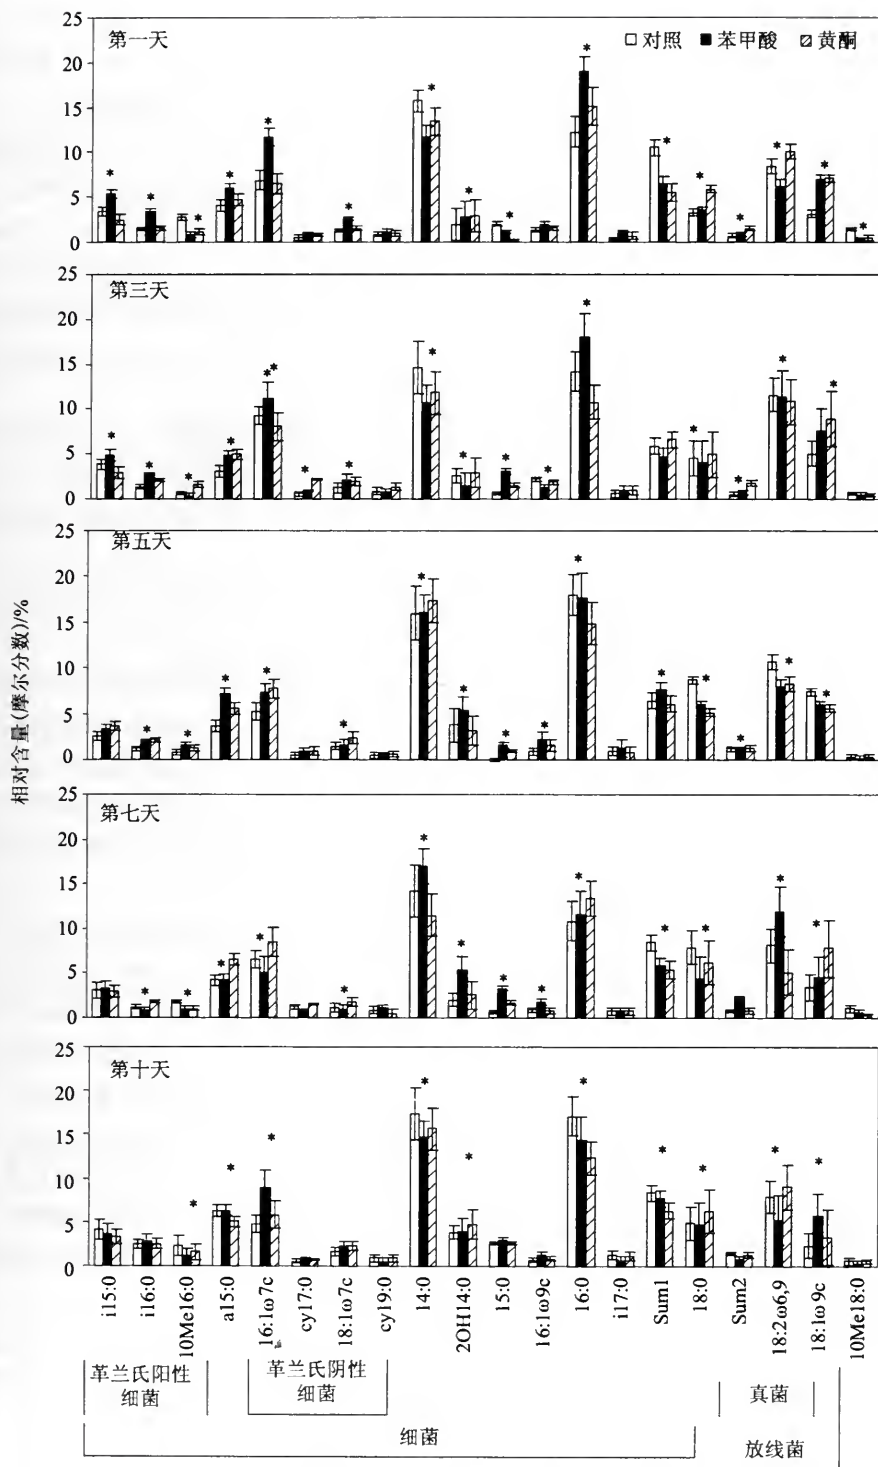 25
第一天
□ 对照 ■ 苯甲酸 ▨ 黄酮
20
15
10
5
0
25
第三天
20
15
10
5
0
25
第五天
20
15
10
5
0
25
第七天
20
15
10
5
0
25
第十天
20
15
10
5
0
相对含量(摩尔分数)/%
i15:0
i16:0
10Me16:0
a15:0
16:1ω7c
cy17:0
18:1ω7c
cy19:0
14:0
2OH14:0
15:0
16:1ω9c
16:0
i17:0
Sum1
18:0
Sum2
18:2ω6,9
18:1ω9c
10Me18:0
革兰氏阳性
细菌
革兰氏阴性
细菌
真菌
细菌
放线菌